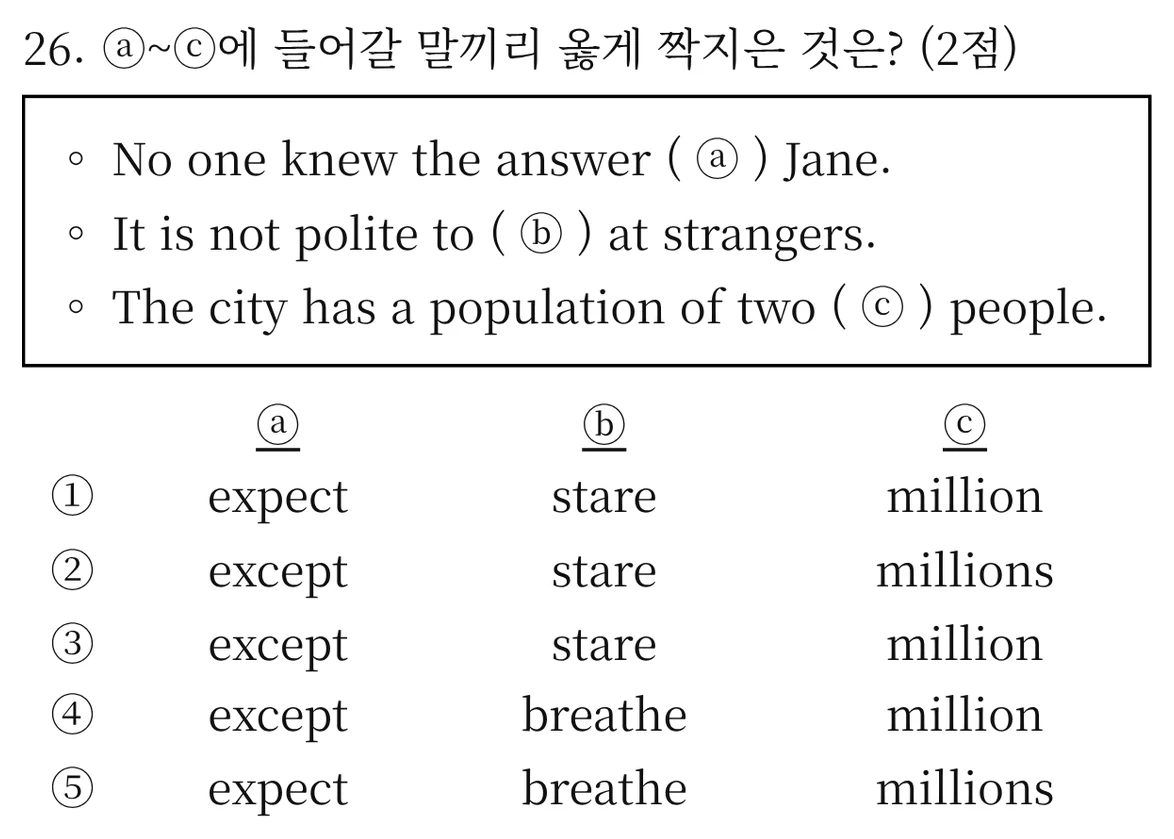 26. ⓐ~ⓒ에 들어갈 말끼리 옳게 짝지은 것은? (2점)
◦ No one knew the answer ( ⓐ ) Jane.
◦ It is not polite to ( ⓑ ) at strangers.
◦ The city has a population of two ( ⓒ ) people.
ⓐ ⓑ ⓒ
① expect stare million
② except stare millions
③ except stare million
④ except breathe million
⑤ expect breathe millions